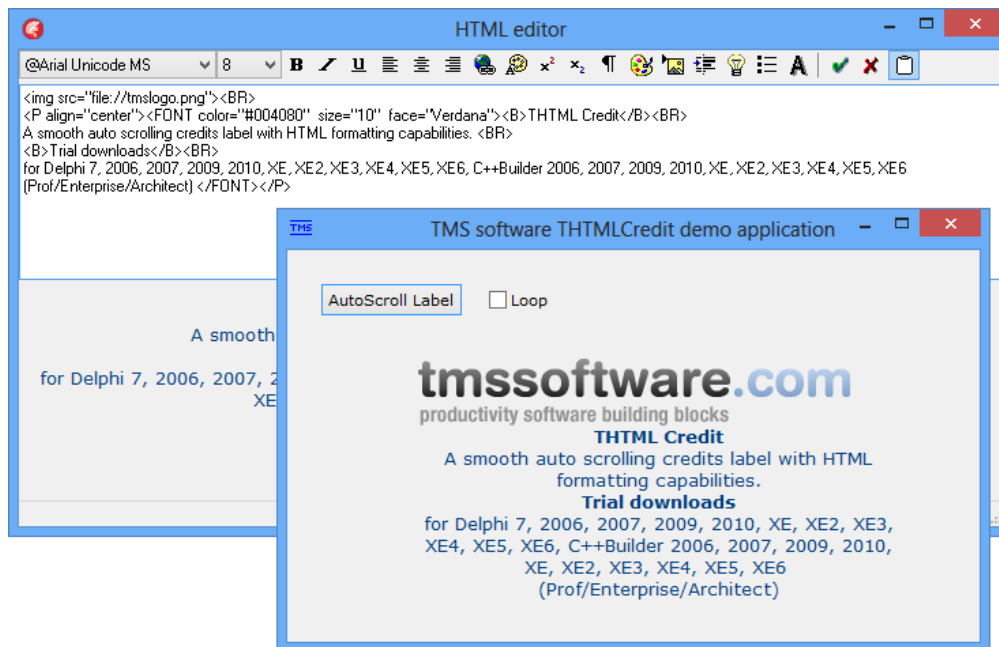 HTML editor
@Arial Unicode MS 8 B I U x² ×₂ ¶ A
<img src="file://tmslogo.png"><BR>
<P align="center"><FONT color="#004080" size="10" face="Verdana"><B>THTML Credit</B><BR>
A smooth auto scrolling credits label with HTML formatting capabilities. <BR>
<B>Trial downloads</B><BR>
for Delphi 7, 2006, 2007, 2009, 2010, XE, XE2, XE3, XE4, XE5, XE6, C++Builder 2006, 2007, 2009, 2010, XE, XE2, XE3, XE4, XE5, XE6
(Prof/Enterprise/Architect) </FONT></P>
A smooth
for Delphi 7, 2006, 2007, 2
XE
TMS TMS software THTMLCredit demo application
AutoScroll Label Loop
tmssoftware.com
productivity software building blocks
THTML Credit
A smooth auto scrolling credits label with HTML
formatting capabilities.
Trial downloads
for Delphi 7, 2006, 2007, 2009, 2010, XE, XE2, XE3,
XE4, XE5, XE6, C++Builder 2006, 2007, 2009, 2010,
XE, XE2, XE3, XE4, XE5, XE6
(Prof/Enterprise/Architect)